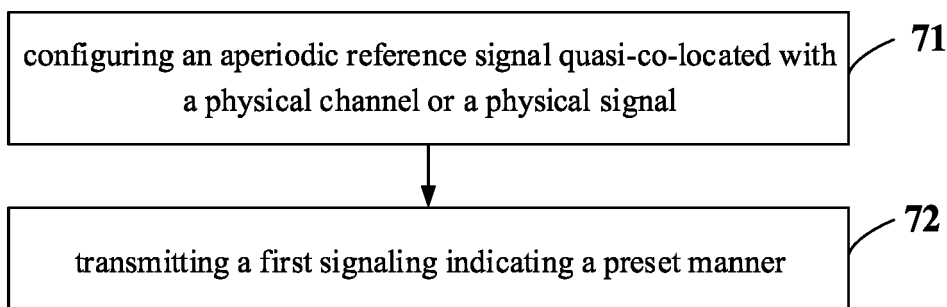 configuring an aperiodic reference signal quasi-co-located with
71
a physical channel or a physical signal
72
transmitting a first signaling indicating a preset manner